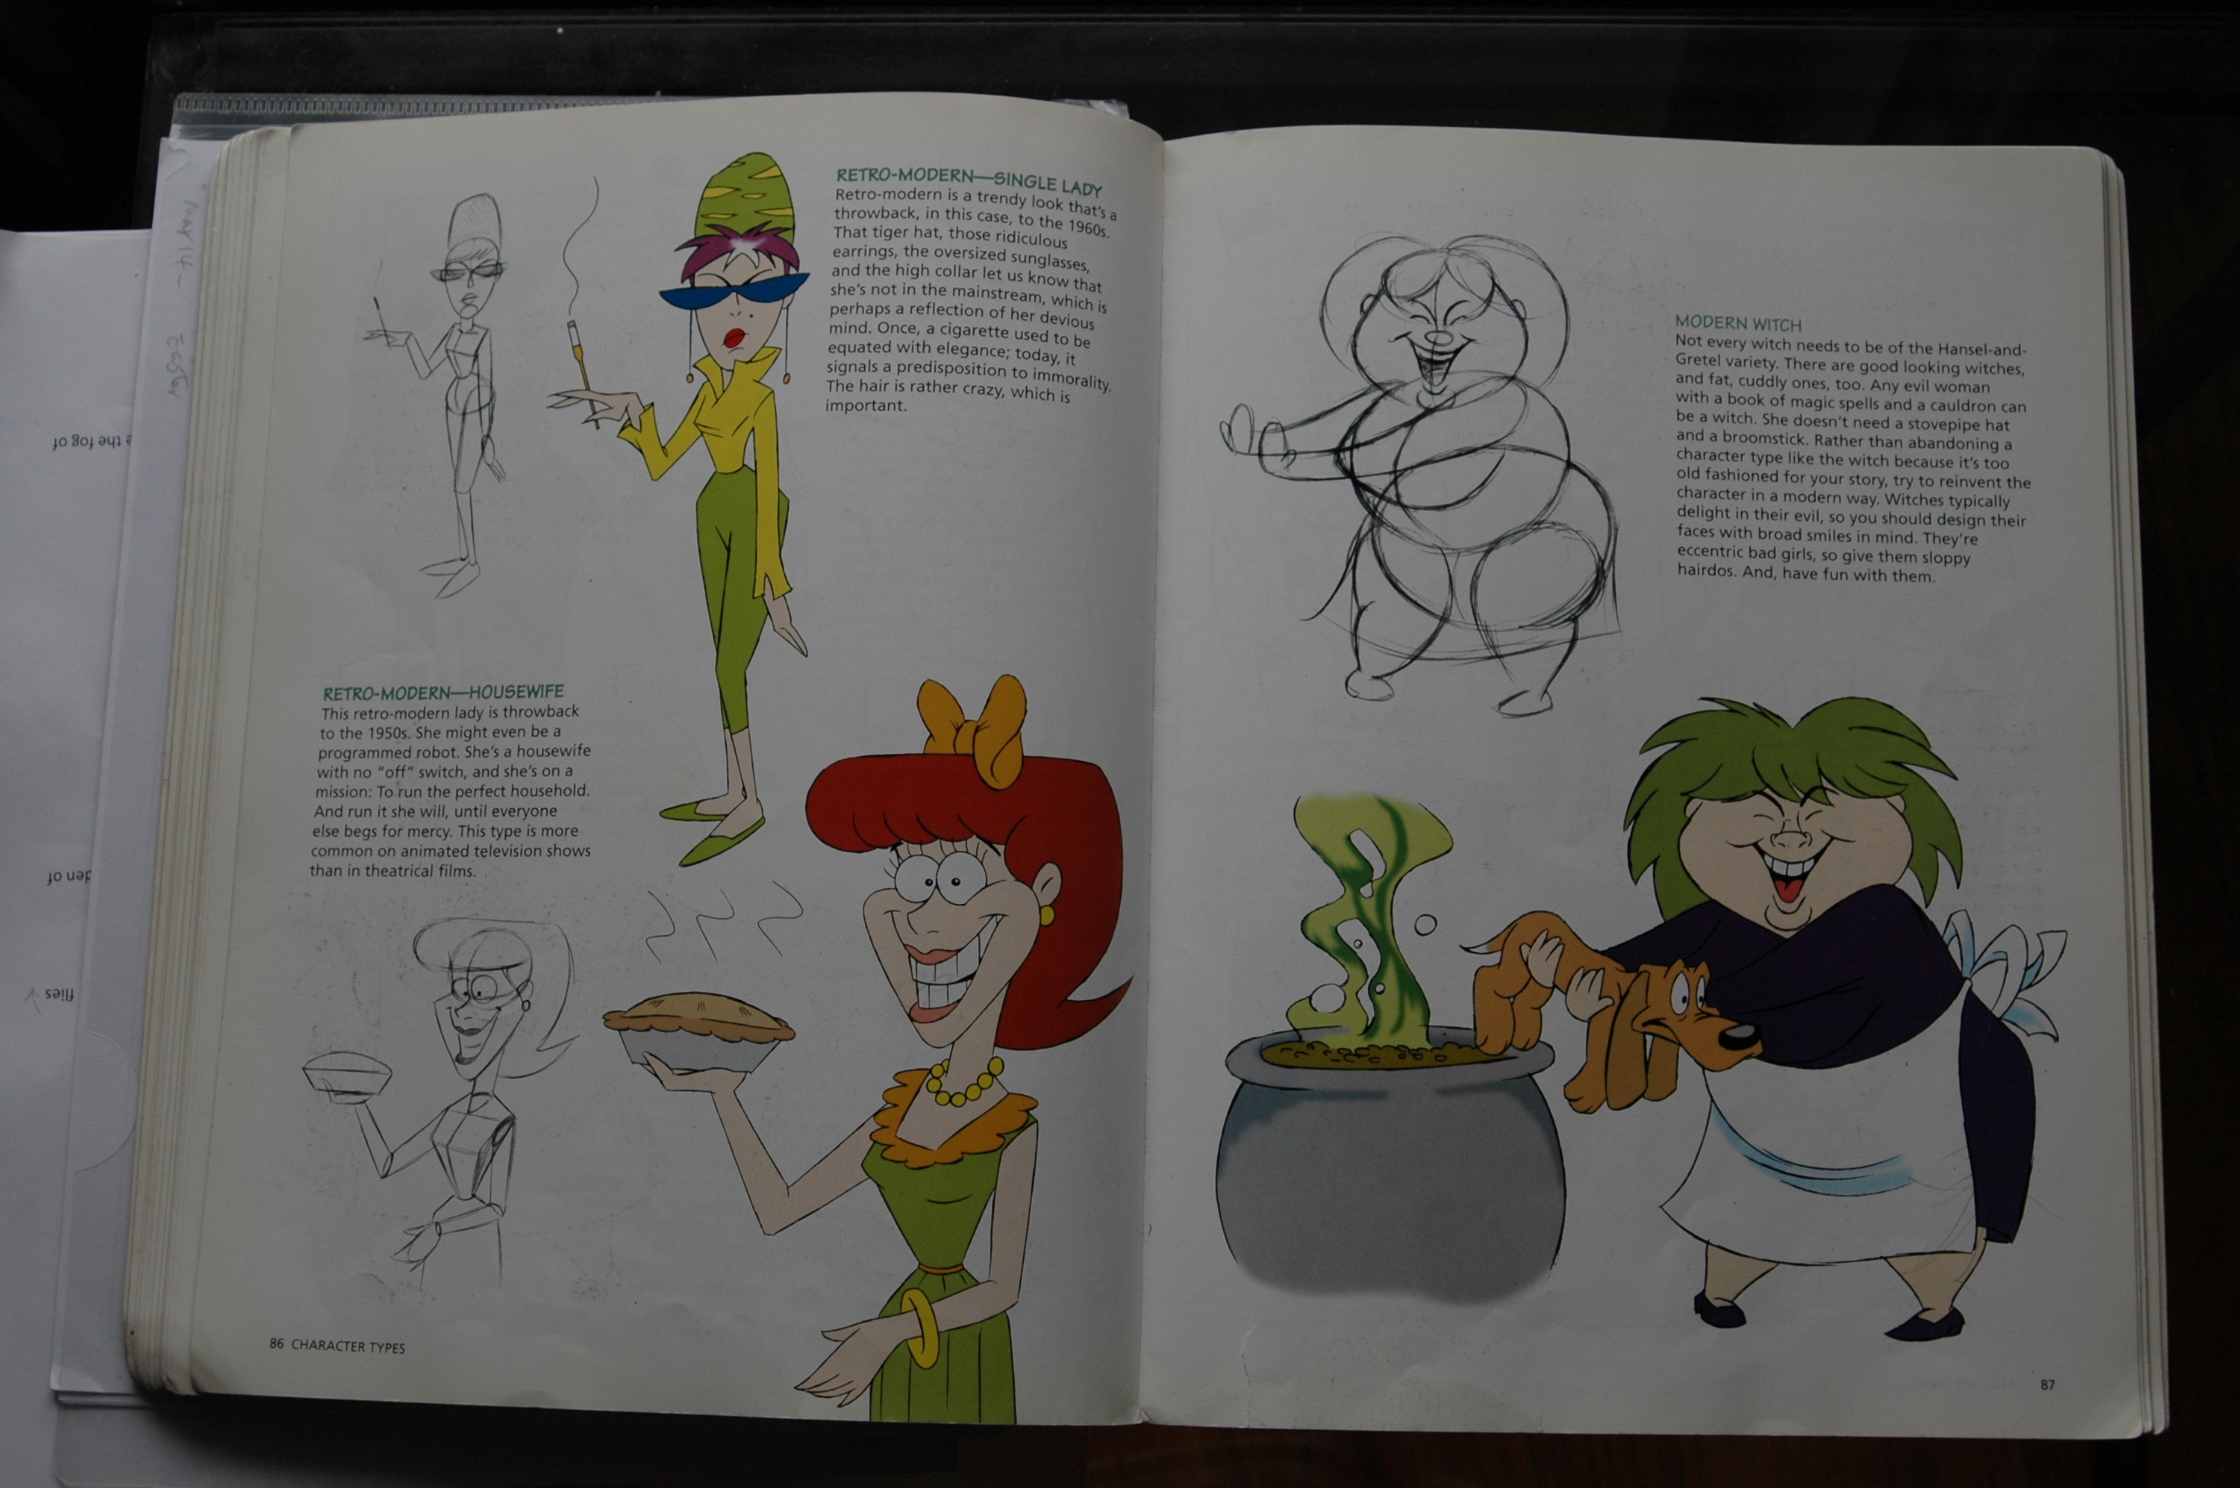 RETRO-MODERN—SINGLE LADY
Retro-modern is a trendy look that's a
throwback, in this case, to the 1960s.
That tiger hat, those ridiculous
earrings, the oversized sunglasses,
and the high collar let us know that
she's not in the mainstream, which is
perhaps a reflection of her devious
mind. Once, a cigarette used to be
equated with elegance; today, it
signals a predisposition to immorality.
The hair is rather crazy, which is
important.
RETRO-MODERN—HOUSEWIFE
This retro-modern lady is throwback
to the 1950s. She might even be a
programmed robot. She's a housewife
with no "off" switch, and she's on a
mission: To run the perfect household.
And run it she will, until everyone
else begs for mercy. This type is more
common on animated television shows
than in theatrical films.
86 CHARACTER TYPES
MODERN WITCH
Not every witch needs to be of the Hansel-and-
Gretel variety. There are good looking witches,
and fat, cuddly ones, too. Any evil woman
with a book of magic spells and a cauldron can
be a witch. She doesn't need a stovepipe hat
and a broomstick. Rather than abandoning a
character type like the witch because it's too
old fashioned for your story, try to reinvent the
character in a modern way. Witches typically
delight in their evil, so you should design their
faces with broad smiles in mind. They're
eccentric bad girls, so give them sloppy
hairdos. And, have fun with them.
87
14 -
Easter
the fog of
den of
flies →